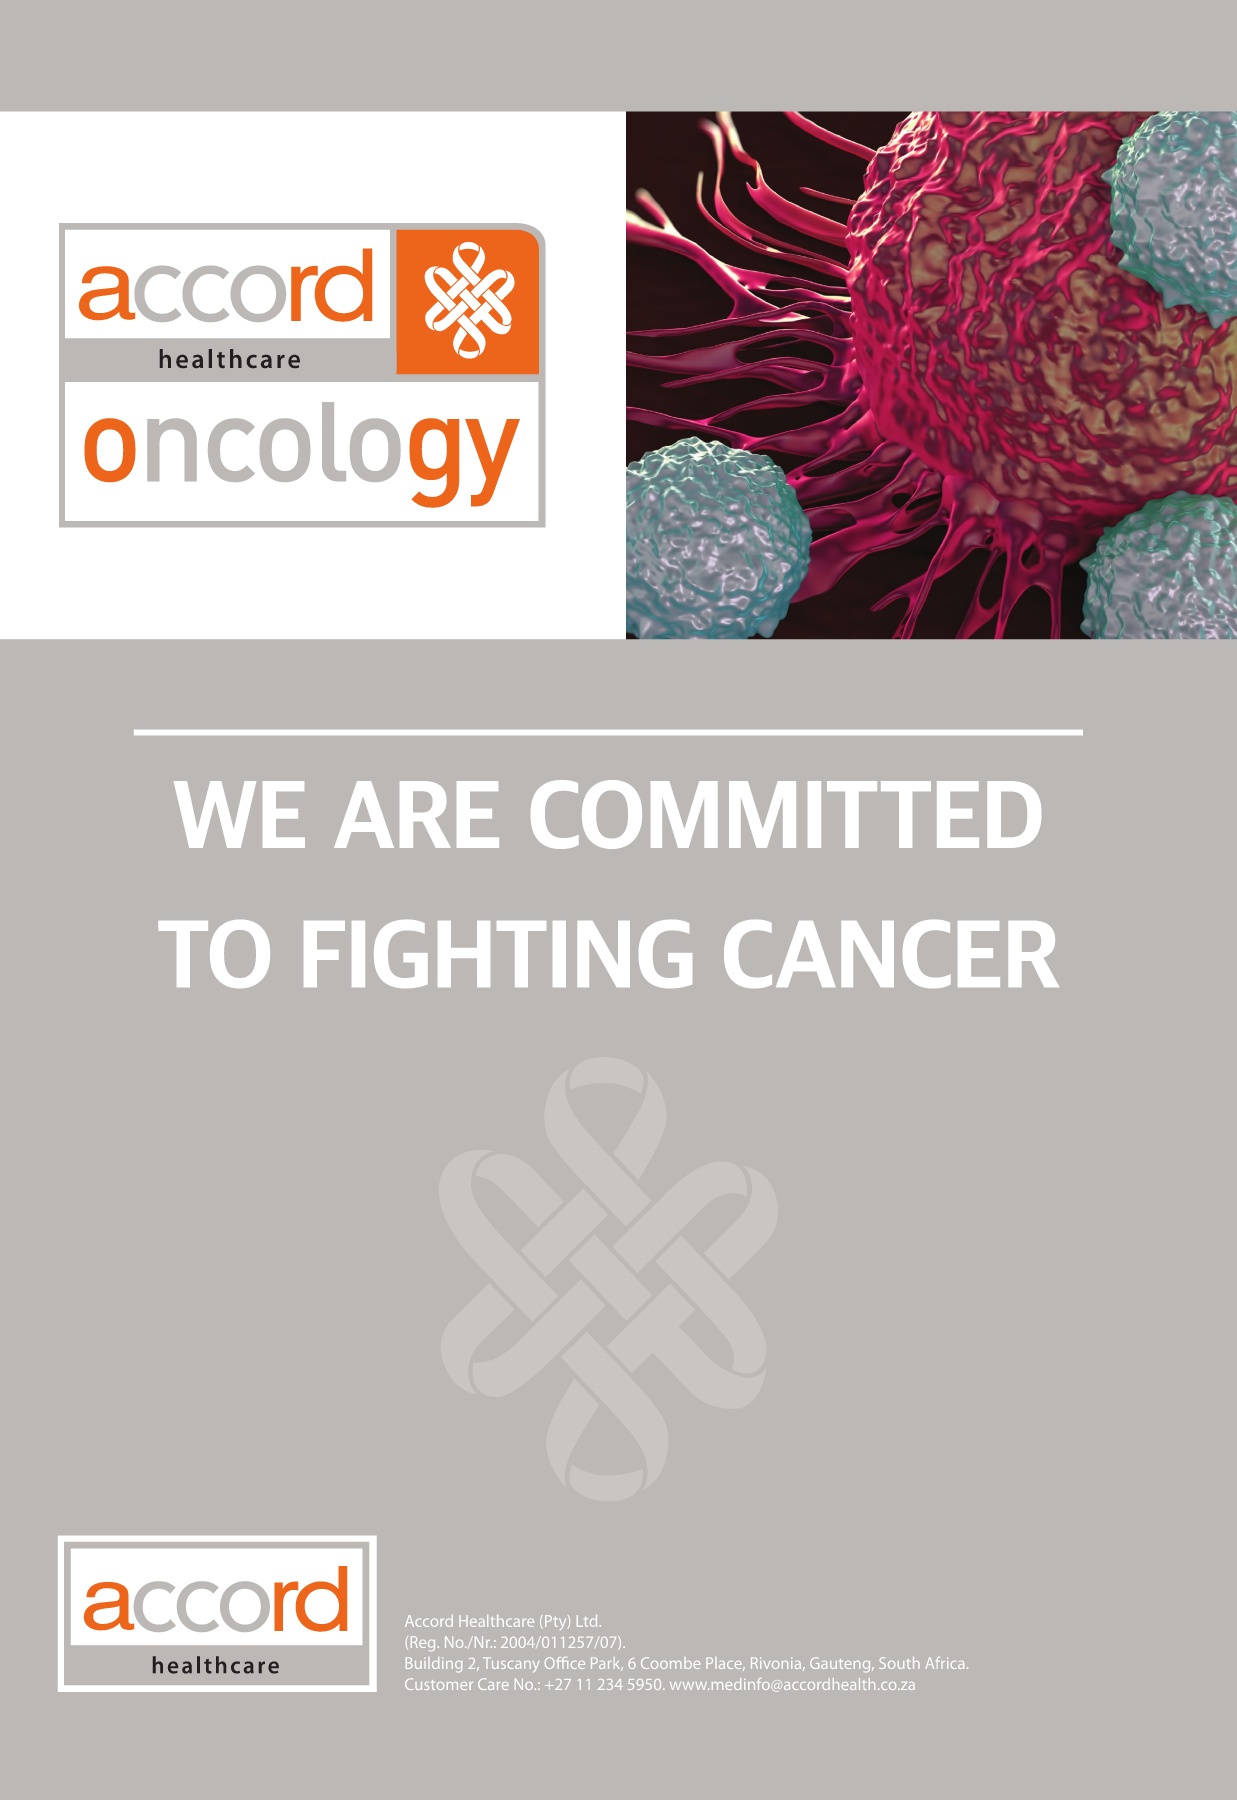 accord
healthcare
oncology
WE ARE COMMITTED
TO FIGHTING CANCER
accord
healthcare
Accord Healthcare (Pty) Ltd.
(Reg. No./Nr.: 2004/011257/07).
Building 2, Tuscany Office Park, 6 Coombe Place, Rivonia, Gauteng, South Africa.
Customer Care No.: +27 11 234 5950. www.medinfo@accordhealth.co.za